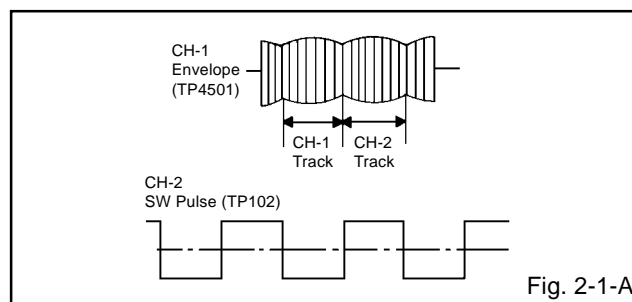 CH-1
Envelope
(TP4501)
CH-1
Track
CH-2
Track
CH-2
SW Pulse (TP102)
Fig. 2-1-A